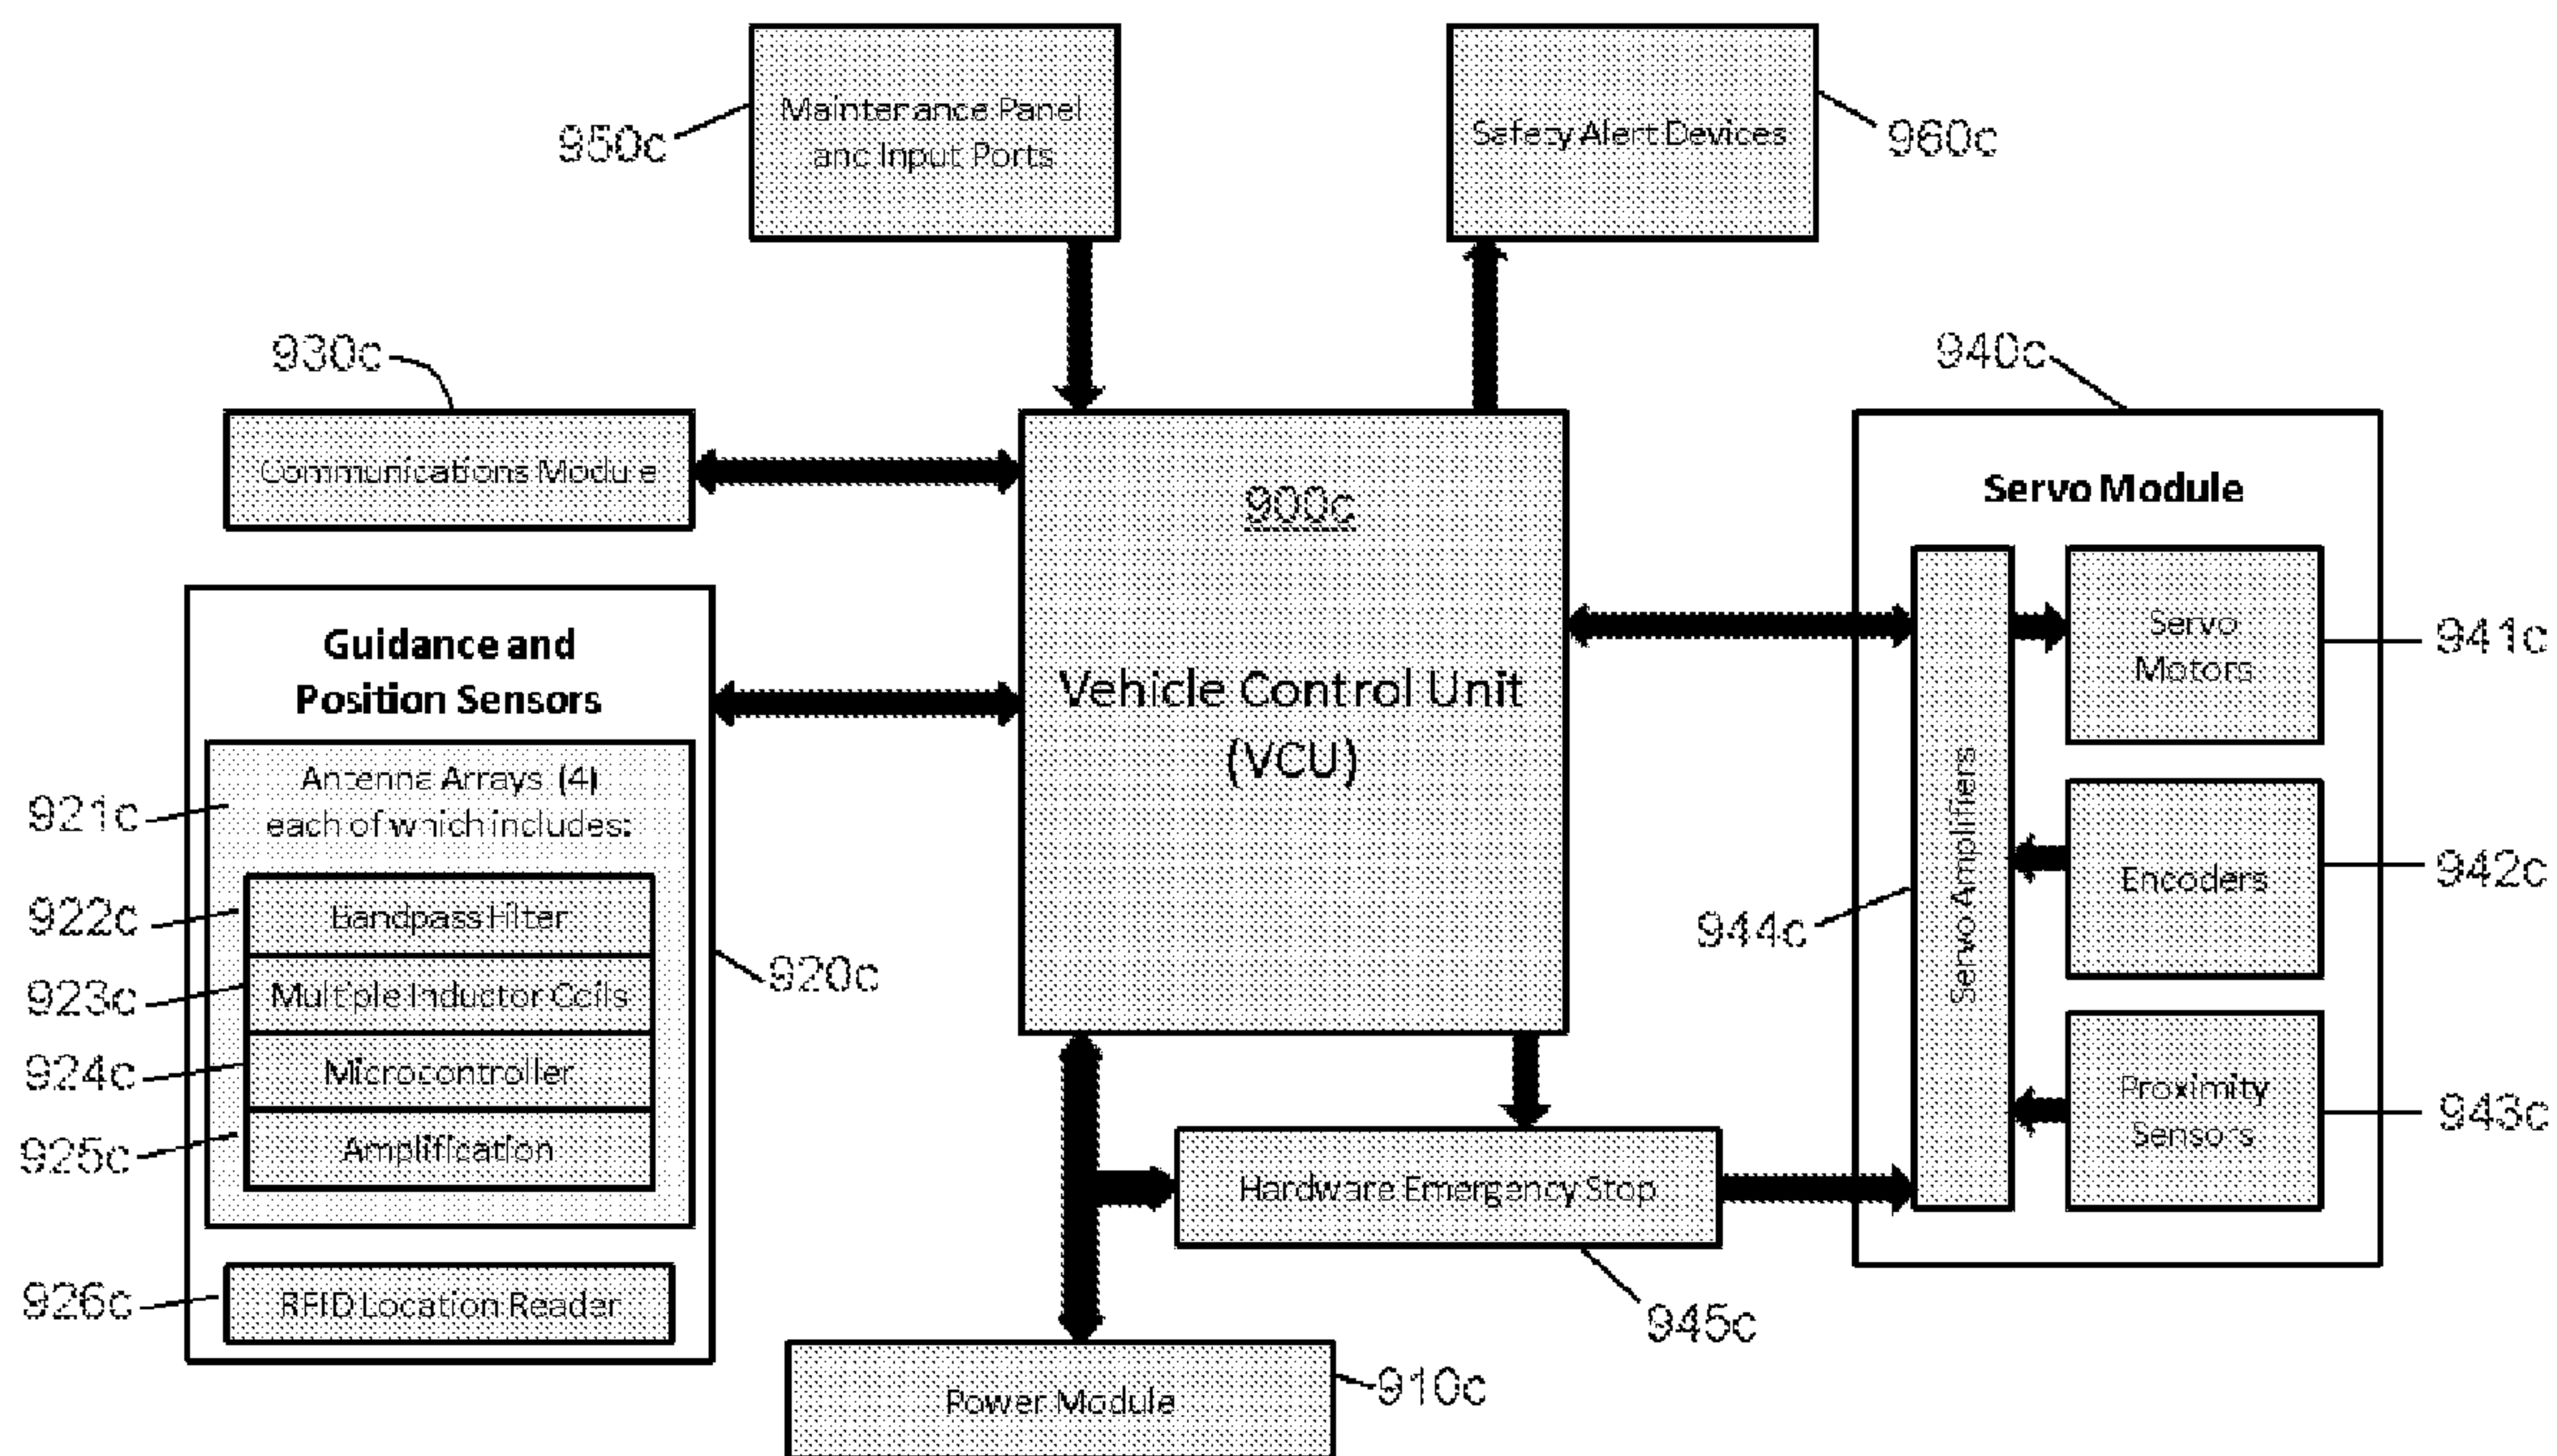 Maintenance Panel
and Input Ports
950c
Safety Alert Devices
960c
930c
Communications Module
940c
Servo Module
900c
Vehicle Control Unit
(VCU)
Servo
Motors
941c
Guidance and
Position Sensors
Antenna Arrays (4)
each of which includes:
921c
Bandpass Filter
922c
Multiple Inductor Coils
923c
Microcontroller
924c
Amplification
925c
RFID Location Reader
926c
920c
Servo Amplifiers
944c
Encoders
942c
Proximity
Sensors
943c
Hardware Emergency Stop
945c
Power Module
910c